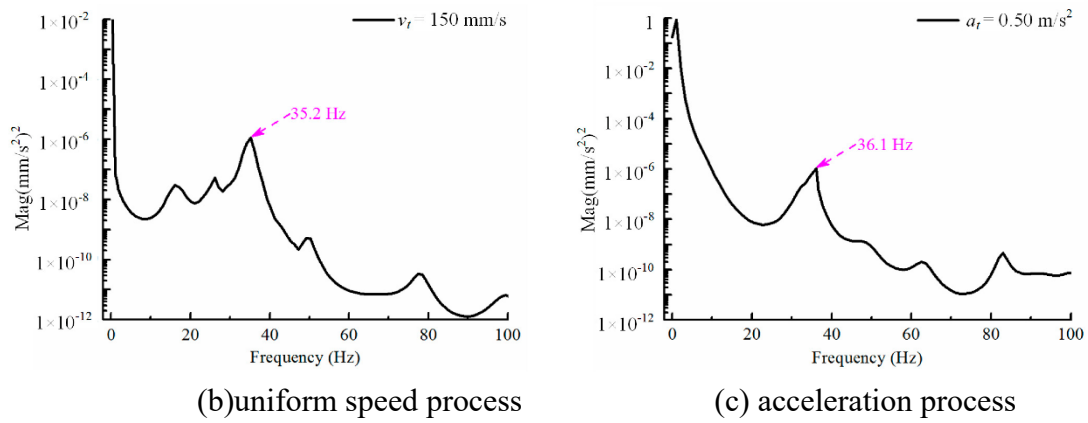 v_t = 150 mm/s
1×10⁻²
1×10⁻⁴
1×10⁻⁶
1×10⁻⁸
1×10⁻¹⁰
1×10⁻¹²
Mag(mm/s²)²
35.2 Hz
0 20 40 60 80 100
Frequency (Hz)
(b)uniform speed process
a_t = 0.50 m/s²
1
1×10⁻²
1×10⁻⁴
1×10⁻⁶
1×10⁻⁸
1×10⁻¹⁰
1×10⁻¹²
Mag(mm/s²)²
36.1 Hz
0 20 40 60 80 100
Frequency (Hz)
(c) acceleration process